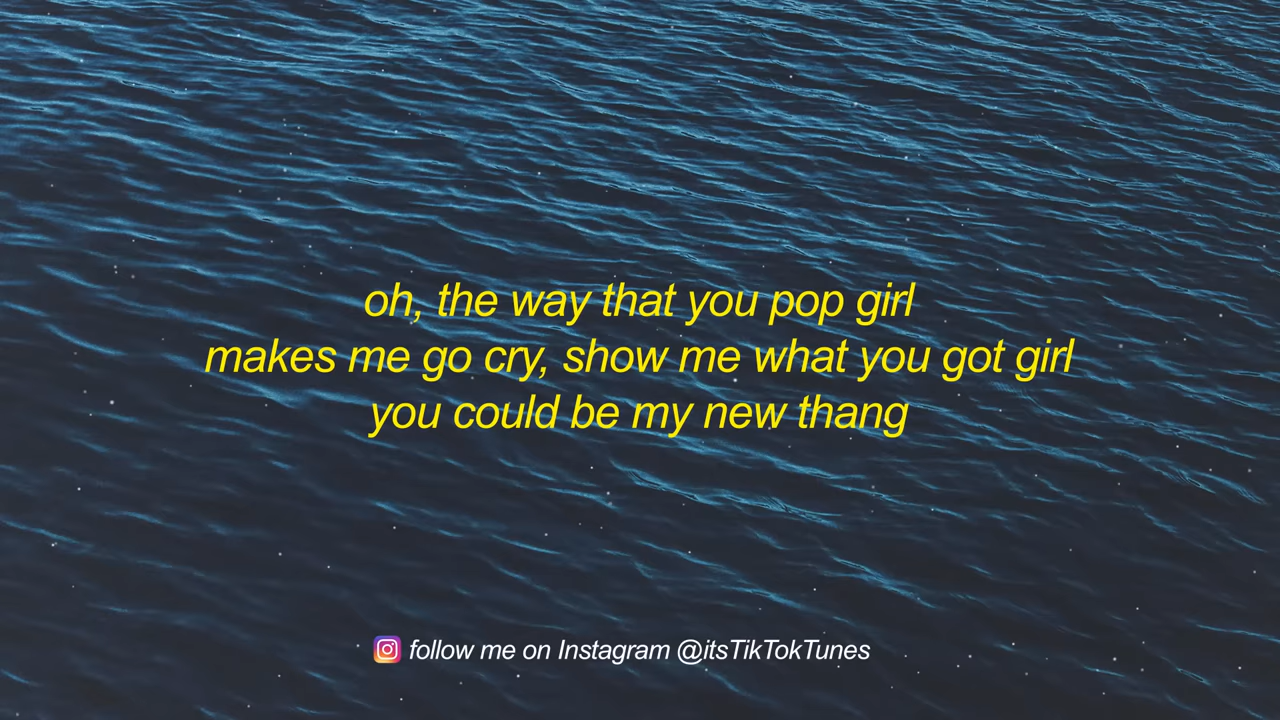 oh, the way that you pop girl
makes me go cry, show me what you got girl
you could be my new thang
follow me on Instagram @itsTikTokTunes